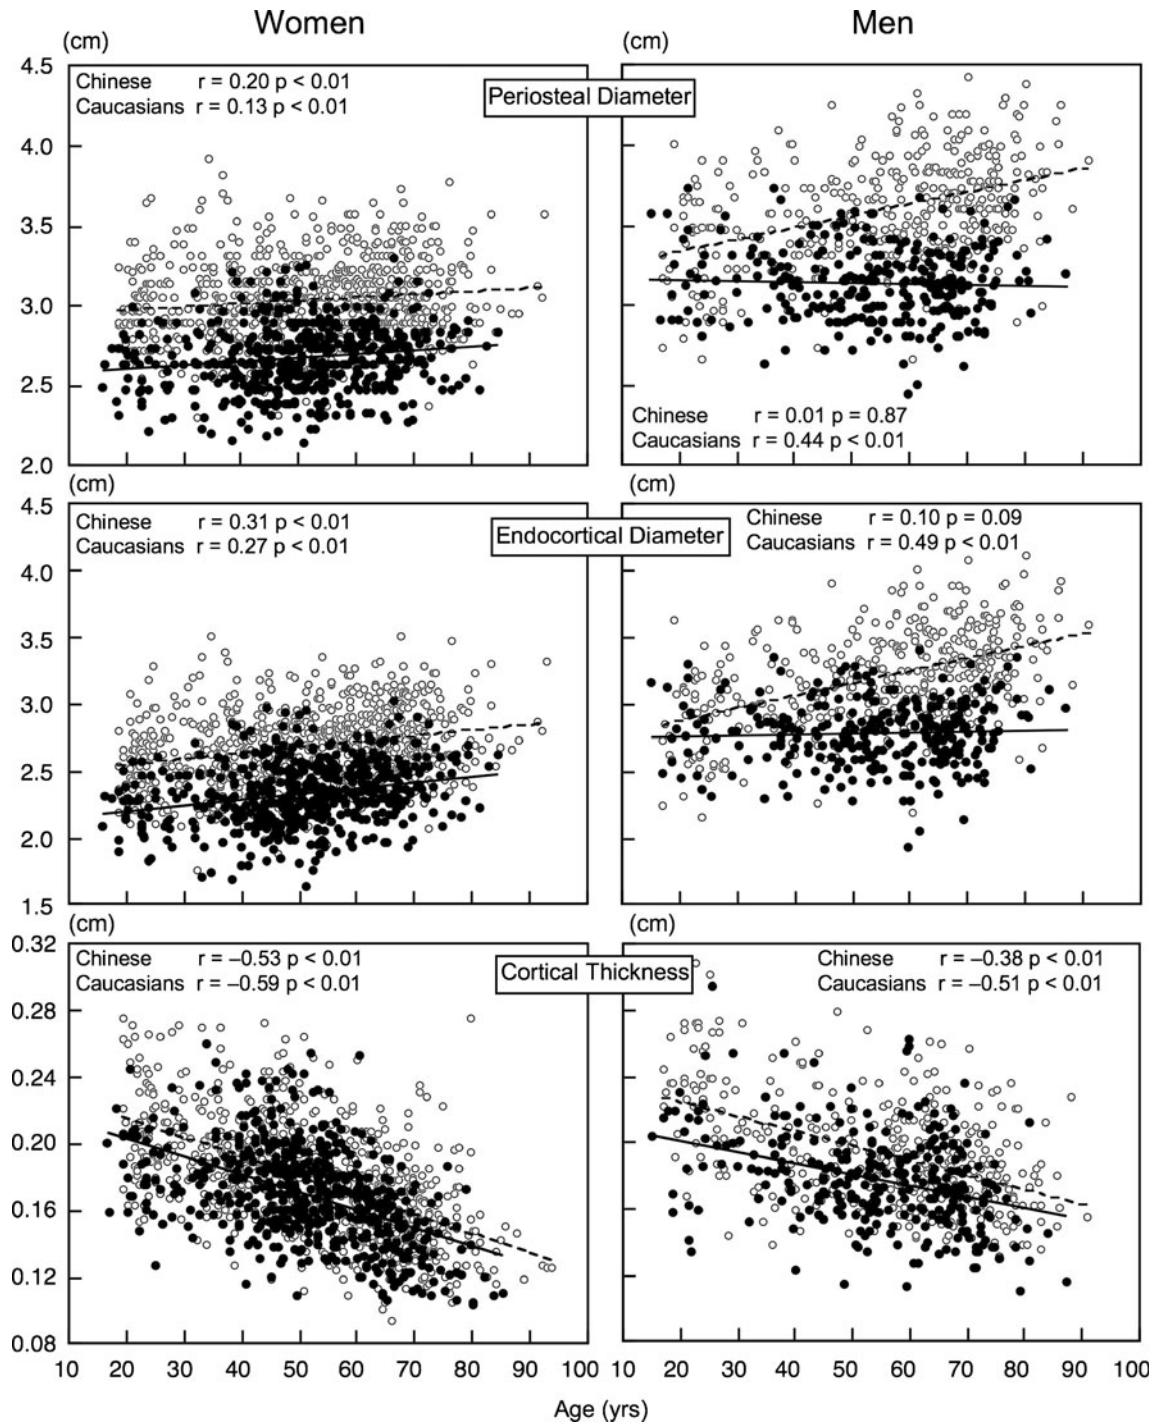 Women
Men
(cm)
(cm)
4.5
4.0
3.5
3.0
2.5
2.0
Chinese r = 0.20 p < 0.01
Caucasians r = 0.13 p < 0.01
Periosteal Diameter
Chinese r = 0.01 p = 0.87
Caucasians r = 0.44 p < 0.01
(cm)
(cm)
4.5
4.0
3.5
3.0
2.5
2.0
1.5
Chinese r = 0.31 p < 0.01
Caucasians r = 0.27 p < 0.01
Endocortical Diameter
Chinese r = 0.10 p = 0.09
Caucasians r = 0.49 p < 0.01
(cm)
(cm)
0.32
0.28
0.24
0.20
0.16
0.12
0.08
Chinese r = –0.53 p < 0.01
Caucasians r = –0.59 p < 0.01
Cortical Thickness
Chinese r = –0.38 p < 0.01
Caucasians r = –0.51 p < 0.01
10 20 30 40 50 60 70 80 90 100
10 20 30 40 50 60 70 80 90 100
Age (yrs)